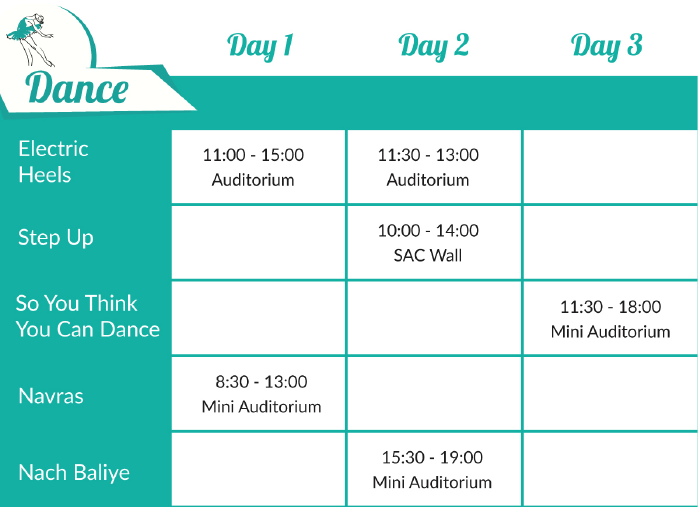 Day 1
Day 2
Day 3
Dance
Electric
Heels
11:00 - 15:00
Auditorium
11:30 - 13:00
Auditorium
Step Up
10:00 - 14:00
SAC Wall
So You Think
You Can Dance
11:30 - 18:00
Mini Auditorium
Navras
8:30 - 13:00
Mini Auditorium
Nach Baliye
15:30 - 19:00
Mini Auditorium